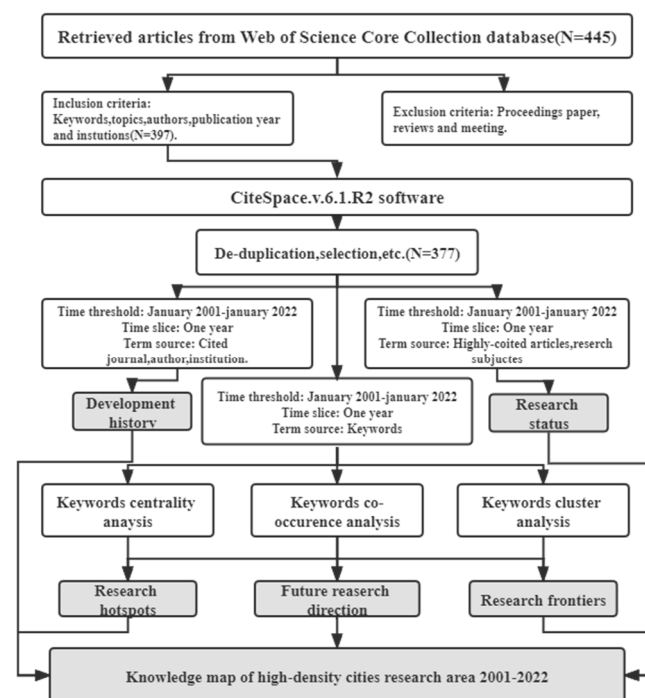 Retrieved articles from Web of Science Core Collection database(N=445)
Inclusion criteria:
Keywords,topics,authors,publication year
and instutions(N=397).
Exclusion criteria: Proceedings paper,
reviews and meeting.
CiteSpace.v.6.1.R2 software
De-duplication,selection,etc.(N=377)
Time threshold: January 2001-january 2022
Time slice: One year
Term source: Cited
journal,author,institution.
Time threshold: January 2001-january 2022
Time slice: One year
Term source: Highly-coited articles,reserch
subjuctes
Development
history
Time threshold: January 2001-january 2022
Time slice: One year
Term source: Keywords
Research
status
Keywords centrality
anaysis
Keywords co-
occurence analysis
Keywords cluster
analysis
Research
hotspots
Future reaserch
direction
Research frontiers
Knowledge map of high-density cities research area 2001-2022